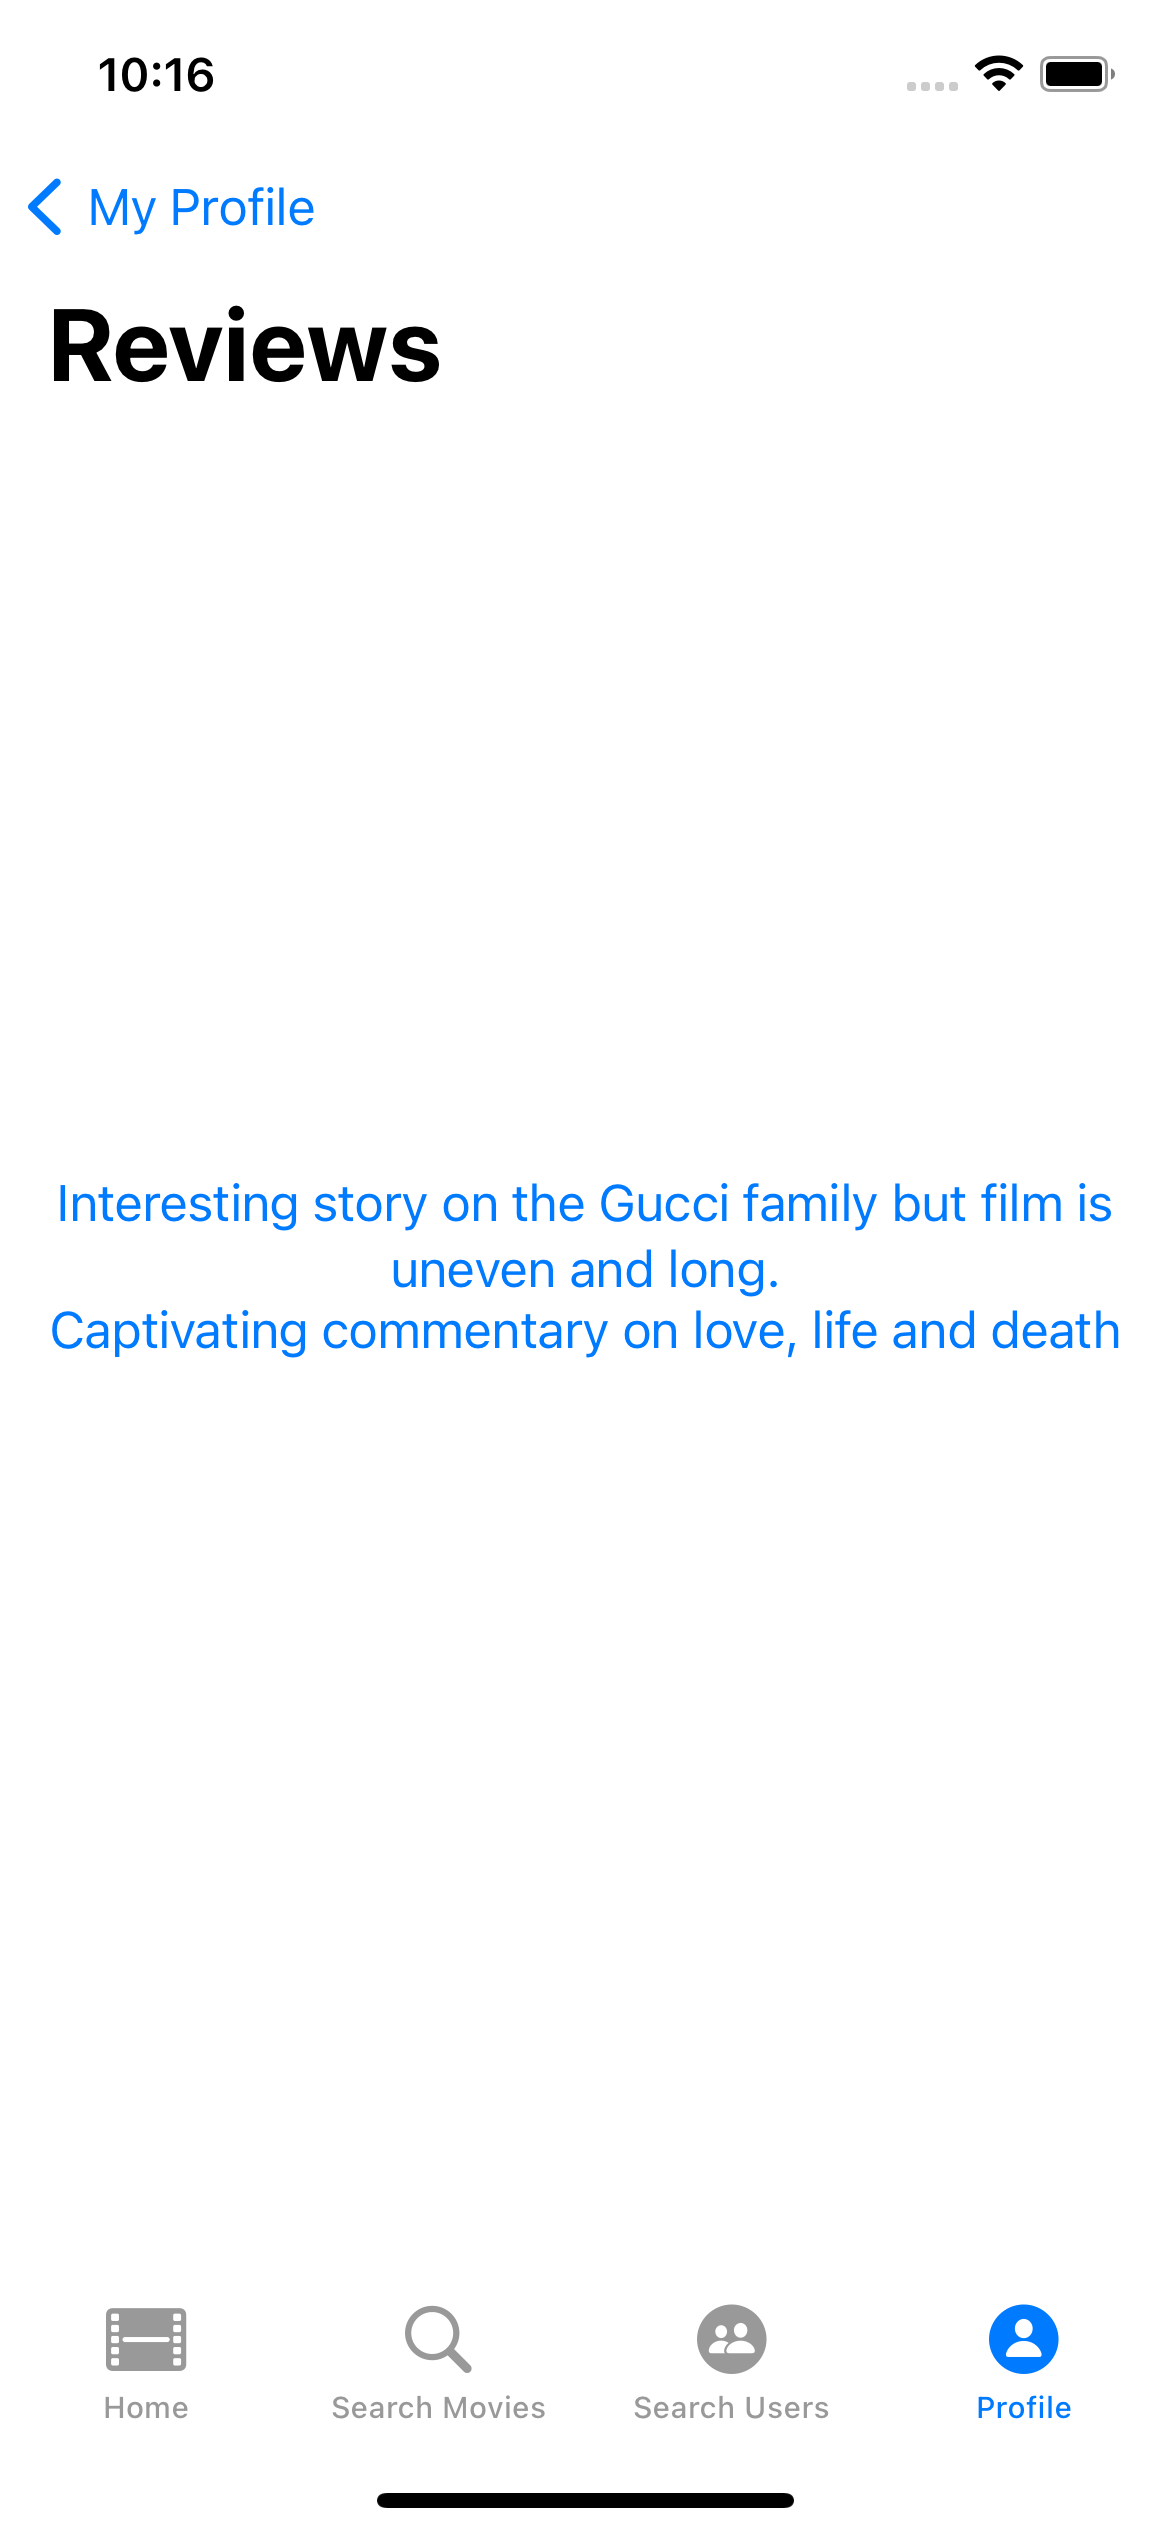 10:16
My Profile
Reviews
Interesting story on the Gucci family but film is
uneven and long.
Captivating commentary on love, life and death
Home
Search Movies
Search Users
Profile